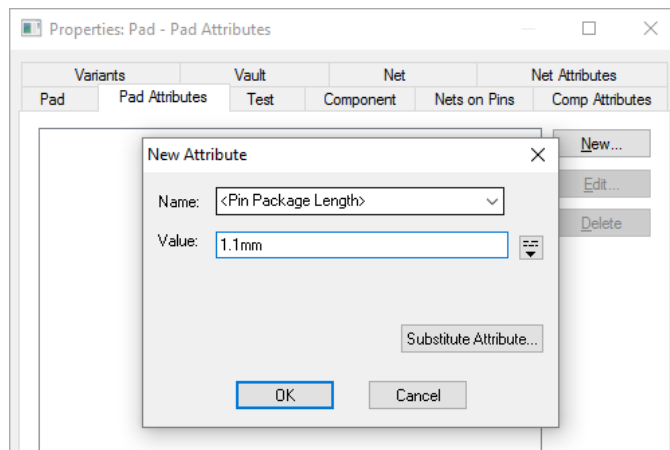 Properties: Pad - Pad Attributes
Variants Vault Net Net Attributes
Pad Pad Attributes Test Component Nets on Pins Comp Attributes
New...
Edit...
Delete
New Attribute
Name: <Pin Package Length>
Value: 1.1mm
Substitute Attribute...
OK Cancel